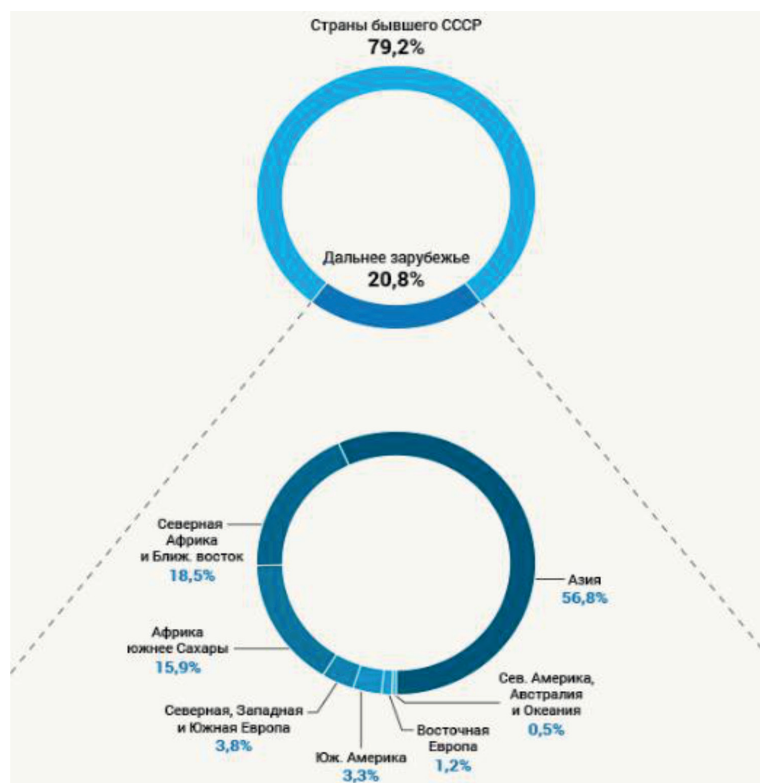 Страны бывшего СССР
79,2%
Дальнее зарубежье
20,8%
Северная
Африка
и Ближ. восток
18,5%
Азия
56,8%
Африка
южнее Сахары
15,9%
Северная, Западная
и Южная Европа
3,8%
Юж. Америка
3,3%
Восточная
Европа
1,2%
Сев. Америка,
Австралия
и Океания
0,5%